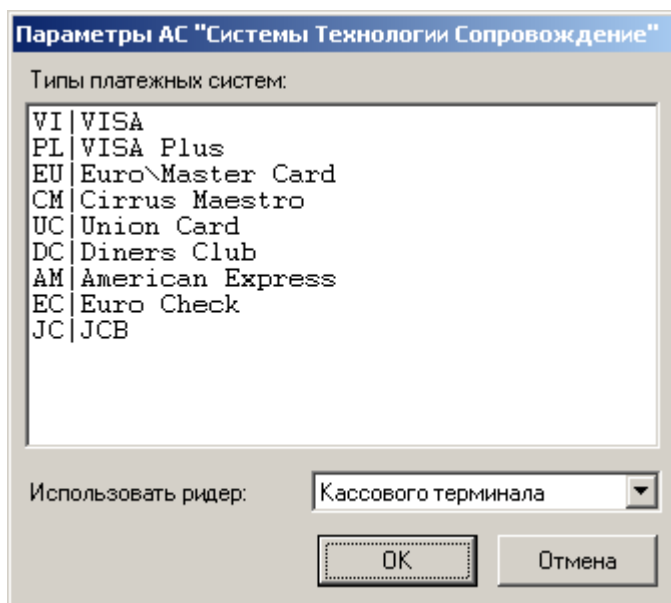 Параметры АС "Системы Технологии Сопровождение"
Типы платежных систем:
VI|VISA
PL|VISA Plus
EU|Euro\Master Card
CM|Cirrus Maestro
UC|Union Card
DC|Diners Club
AM|American Express
EC|Euro Check
JC|JCB
Использовать ридер: Кассового терминала
OK Отмена